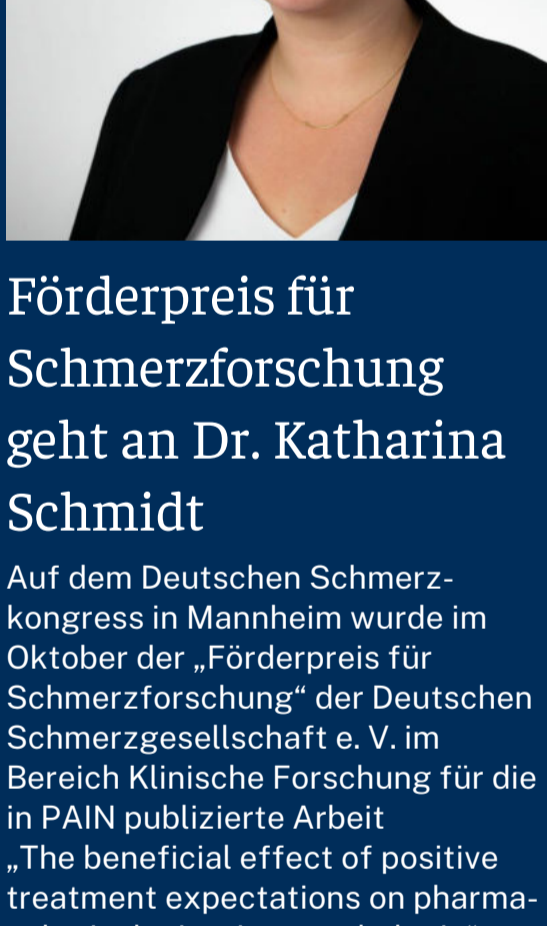 Förderpreis für
Schmerzforschung
geht an Dr. Katharina
Schmidt
Auf dem Deutschen Schmerz-
kongress in Mannheim wurde im
Oktober der „Förderpreis für
Schmerzforschung“ der Deutschen
Schmerzgesellschaft e. V. im
Bereich Klinische Forschung für die
in PAIN publizierte Arbeit
„The beneficial effect of positive
treatment expectations on pharma-